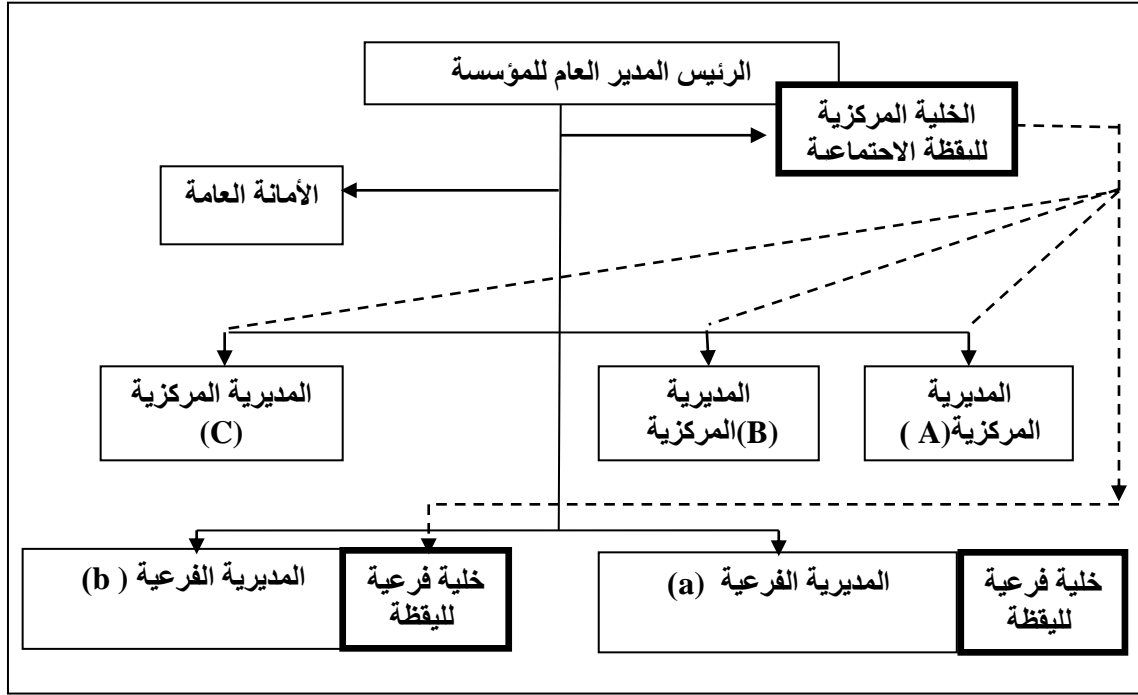 الرئيس المدير العام للمؤسسة
الخلية المركزية
لليقظة الاجتماعية
الأمانة العامة
المديرية
المركزية(A )
المديرية
المركزية(B)
المديرية المركزية
(C)
خلية فرعية
لليقظة
المديرية الفرعية (a)
خلية فرعية
لليقظة
المديرية الفرعية ( b)